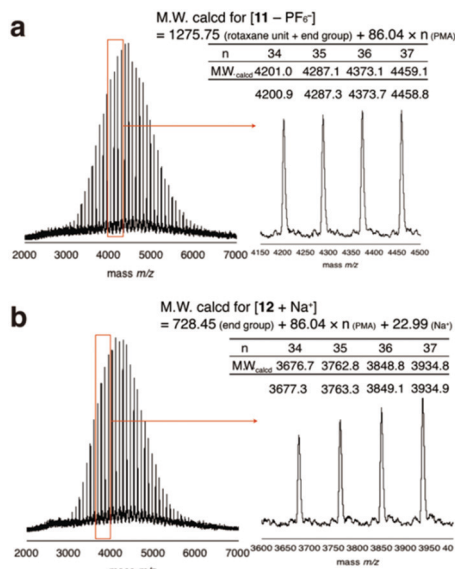 a
M.W. calcd for [11 – PF₆⁻]
= 1275.75 (rotaxane unit + end group) + 86.04 × n (PMA)
n 34 35 36 37
M.W.calcd 4201.0 4287.1 4373.1 4459.1
4200.9 4287.3 4373.7 4458.8
2000 3000 4000 5000 6000 7000
mass m/z
4150 4200 4250 4300 4350 4400 4450 4500
mass m/z
b
M.W. calcd for [12 + Na⁺]
= 728.45 (end group) + 86.04 × n (PMA) + 22.99 (Na⁺)
n 34 35 36 37
M.W.calcd 3676.7 3762.8 3848.8 3934.8
3677.3 3763.3 3849.1 3934.9
2000 3000 4000 5000 6000 7000
mass m/z
3600 3650 3700 3750 3800 3850 3900 3950 40
mass m/z